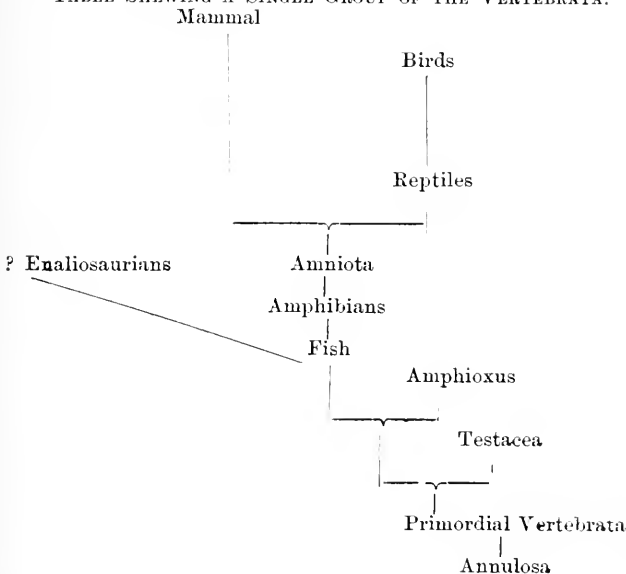 TABLE SHEWING A SINGLE GROUP OF THE VERTEBRATA.
Mammal
Birds
Reptiles
? Enaliosaurians Amniota
Amphibians
Fish
Amphioxus
Testacea
Primordial Vertebrata
Annulosa